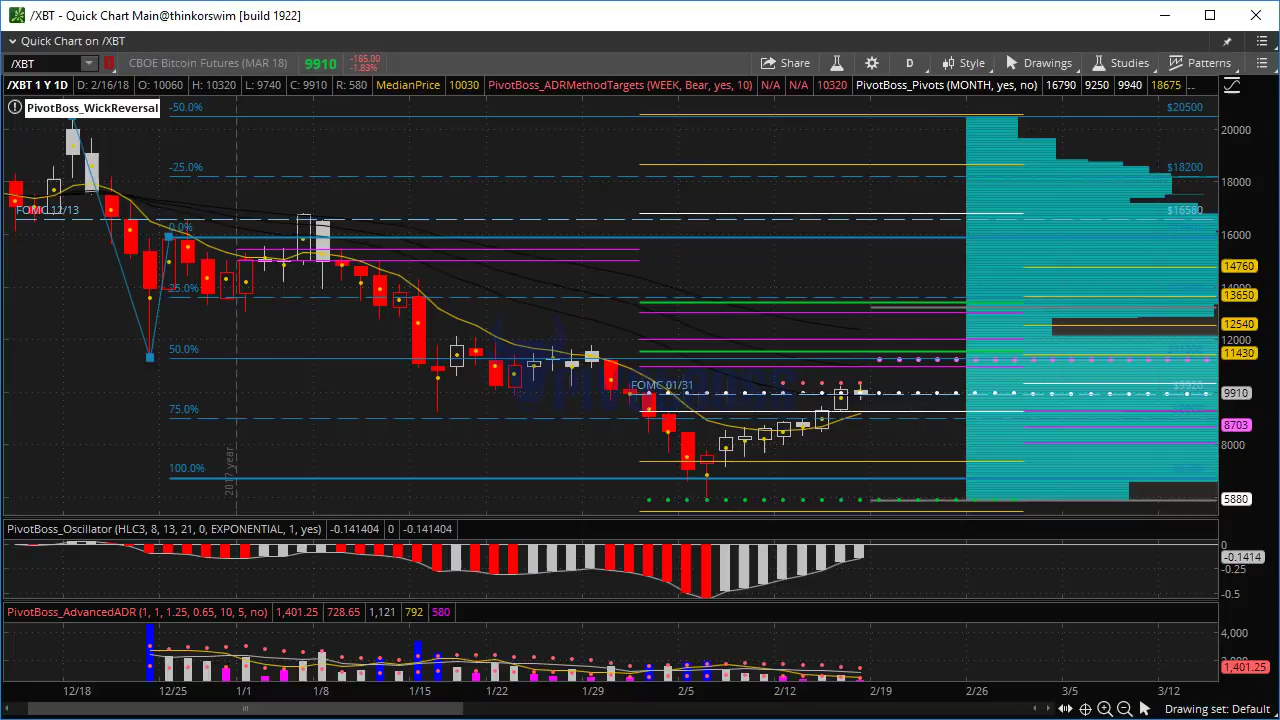 /XBT - Quick Chart Main@thinkorswim [build 1922]
Quick Chart on /XBT
/XBT CBOE Bitcoin Futures (MAR 18) 9910 -185.00 -1.83% Share D Style Drawings Studies Patterns
/XBT 1 Y 1D D: 2/16/18 O: 10060 H: 10320 L: 9740 C: 9910 R: 580 MedianPrice 10030 PivotBoss_ADRMethodTargets (WEEK, Bear, yes, 10) N/A N/A 10320 PivotBoss_Pivots (MONTH, yes, no) 16790 9250 9940 18675 ...
PivotBoss_WickReversal
-50.0% $20500
20000
-25.0% $18200
18000
FOMC 12/13 $16580
0.0% 16000
14760
25.0% 13650
14000
12540
12000
50.0% 11430
FOMC 01/31 $9920 9910
75.0% 8703
8000
100.0%
5880
2017 year
PivotBoss_Oscillator (HLC3, 8, 13, 21, 0, EXPONENTIAL, 1, yes) -0.141404 0 -0.141404
0
-0.1414
-0.25
-0.5
PivotBoss_AdvancedADR (1, 1, 1.25, 0.65, 10, 5, no) 1,401.25 728.65 1,121 792 580
4,000
1,401.25
12/18 12/25 1/1 1/8 1/15 1/22 1/29 2/5 2/12 2/19 2/26 3/5 3/12
Drawing set: Default